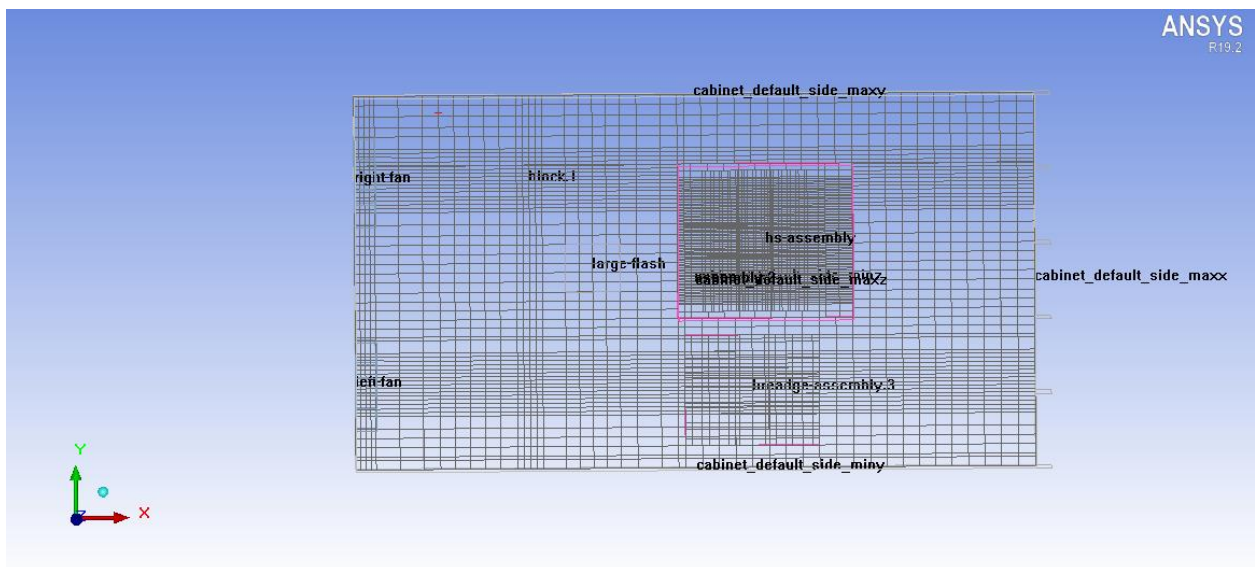 ANSYS
R19.2
cabinet_default_side_maxy
right-fan
block.1
hs-assembly
large-flash
cabinet_default_side_maxz
cabinet_default_side_maxx
left-fan
breadge-assembly.3
cabinet_default_side_miny
Y
Z
X